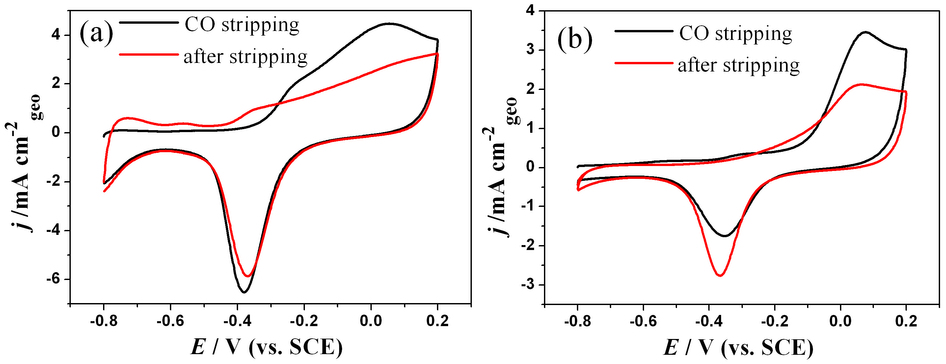 (a)
CO stripping
after stripping
4
2
0
-2
-4
-6
-0.8 -0.6 -0.4 -0.2 0.0 0.2
E / V (vs. SCE)
j /mA cm⁻² geo
(b)
CO stripping
after stripping
4
3
2
1
0
-1
-2
-3
-0.8 -0.6 -0.4 -0.2 0.0 0.2
E / V (vs. SCE)
j /mA cm⁻² geo